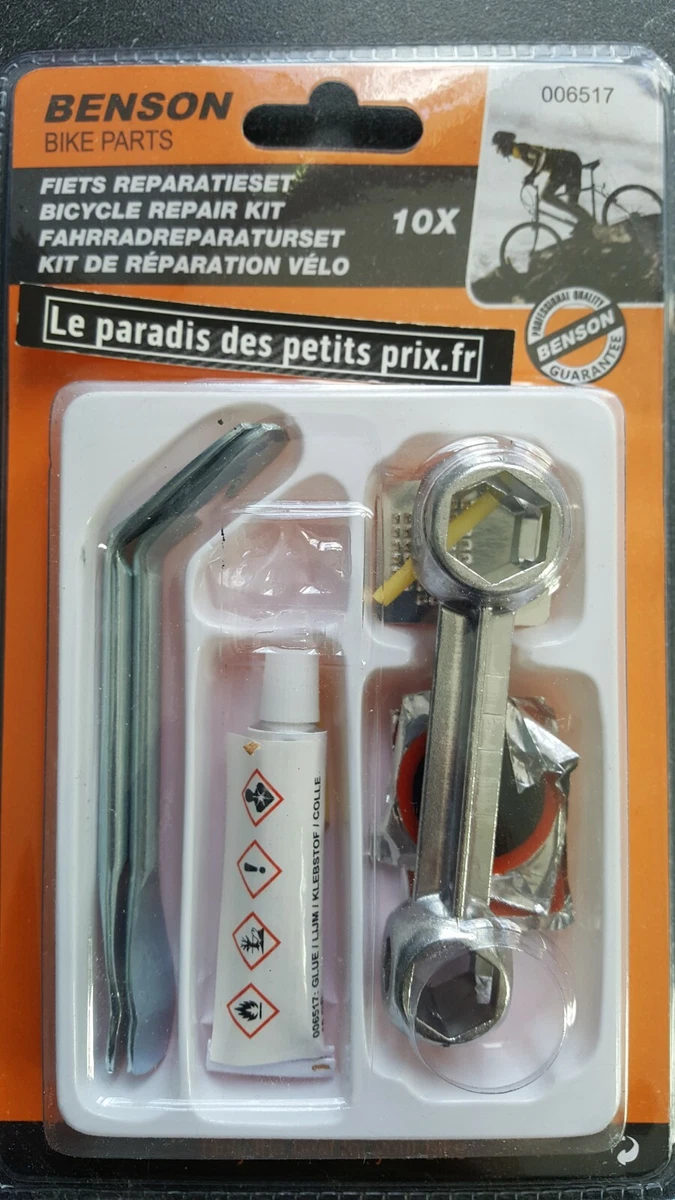 BENSON
BIKE PARTS
006517
FIETS REPARATIESET
BICYCLE REPAIR KIT
FAHRRADREPARATURSET
KIT DE RÉPARATION VÉLO
10X
Le paradis des petits prix.fr
PROFESSIONAL QUALITY
BENSON
GUARANTEE
006517: GLUE / LIJM / KLEBSTOF / COLLE